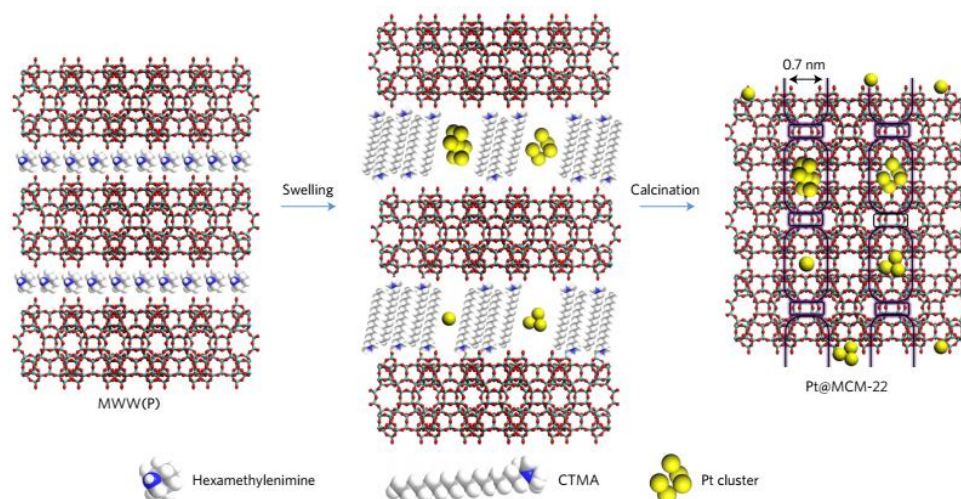 0.7 nm
Swelling
Calcination
MWW(P)
Pt@MCM-22
Hexamethylenimine
CTMA
Pt cluster